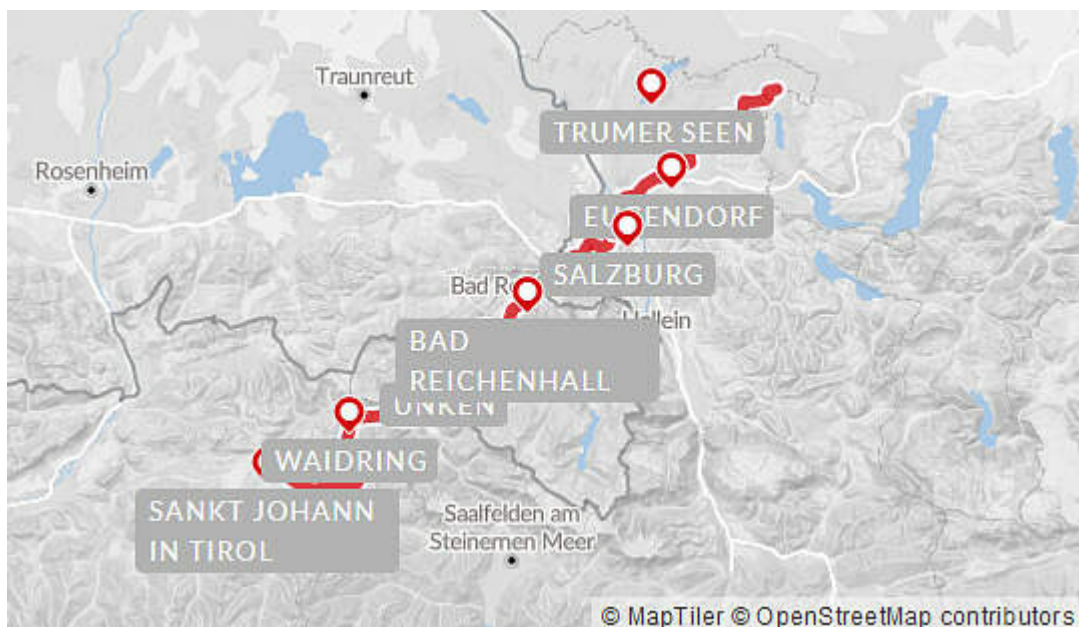 Traunreut
TRUMER SEEN
Rosenheim
EUGENDORF
SALZBURG
Bad
Hallein
BAD
REICHENHALL
UNKEN
WAIDRING
SANKT JOHANN
IN TIROL
Saalfelden am
Steinernen Meer
© MapTiler © OpenStreetMap contributors